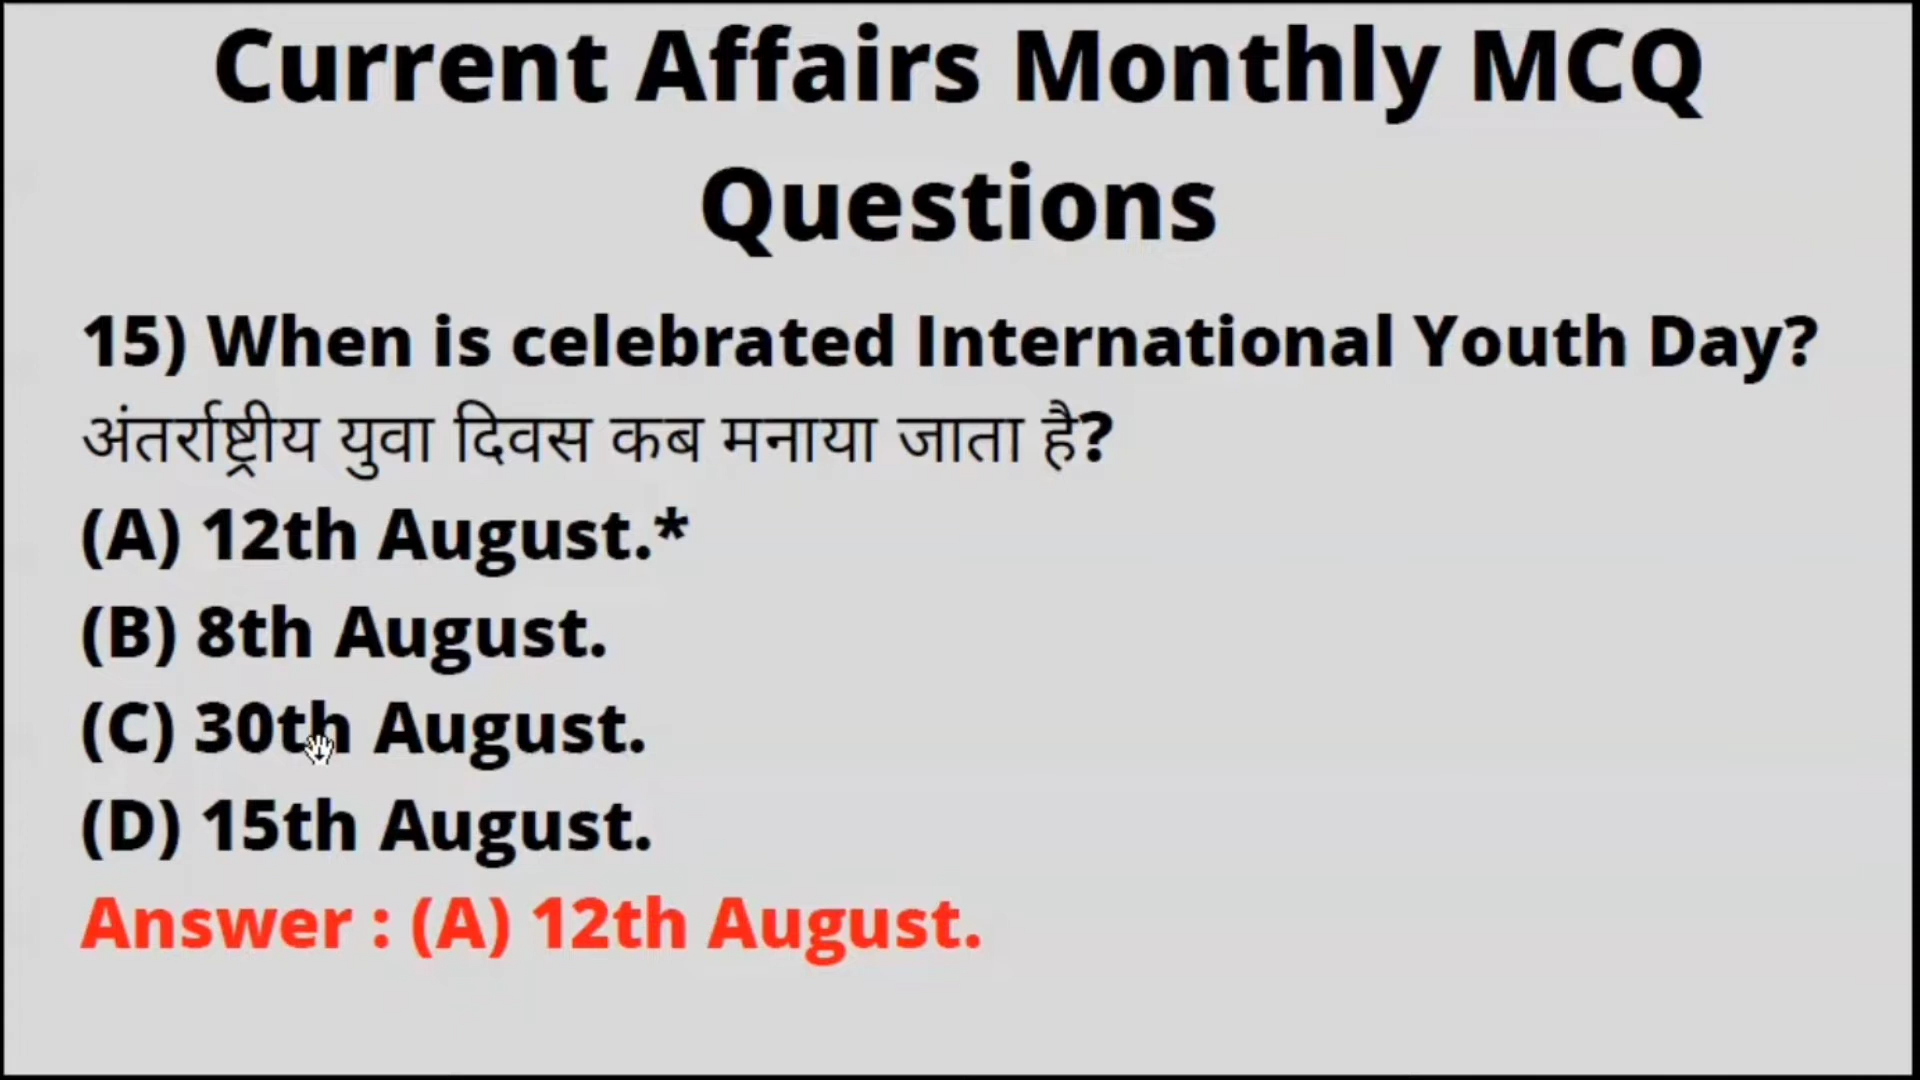 Current Affairs Monthly MCQ
Questions
15) When is celebrated International Youth Day?
अंतर्राष्ट्रीय युवा दिवस कब मनाया जाता है?
(A) 12th August.*
(B) 8th August.
(C) 30th August.
(D) 15th August.
Answer : (A) 12th August.